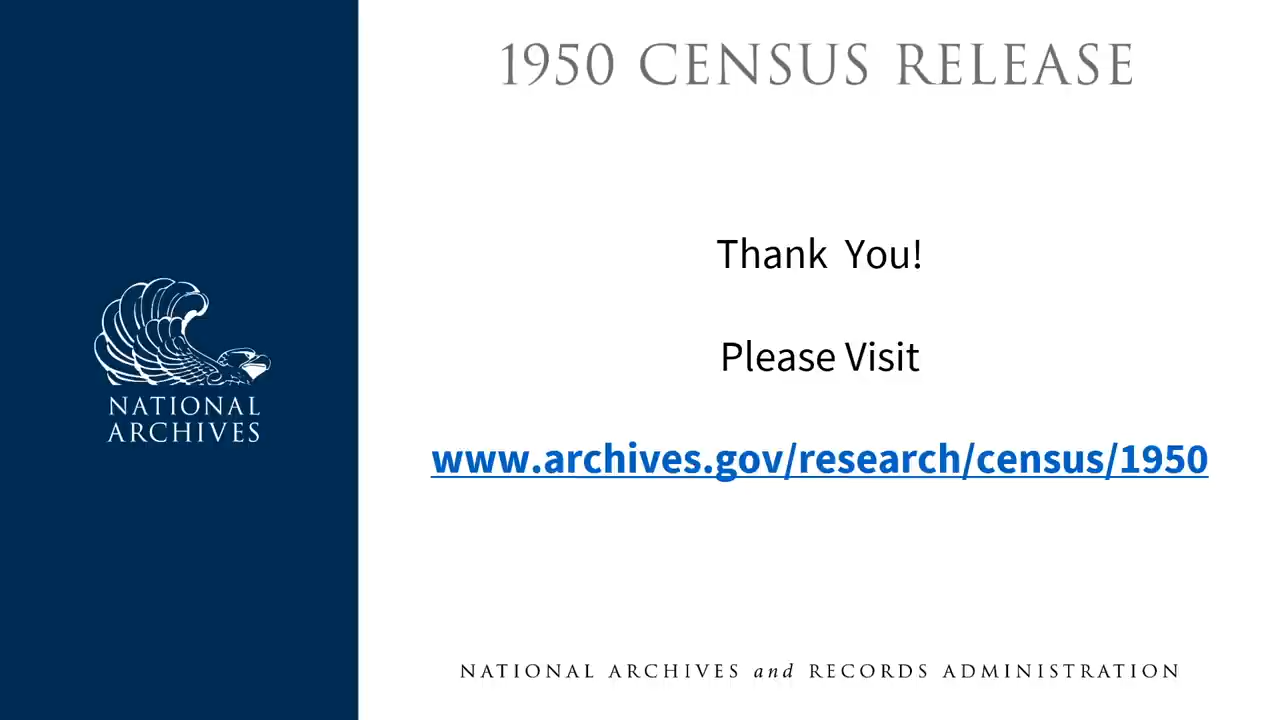 1950 CENSUS RELEASE
Thank You!
Please Visit
www.archives.gov/research/census/1950
NATIONAL
ARCHIVES
NATIONAL ARCHIVES and RECORDS ADMINISTRATION